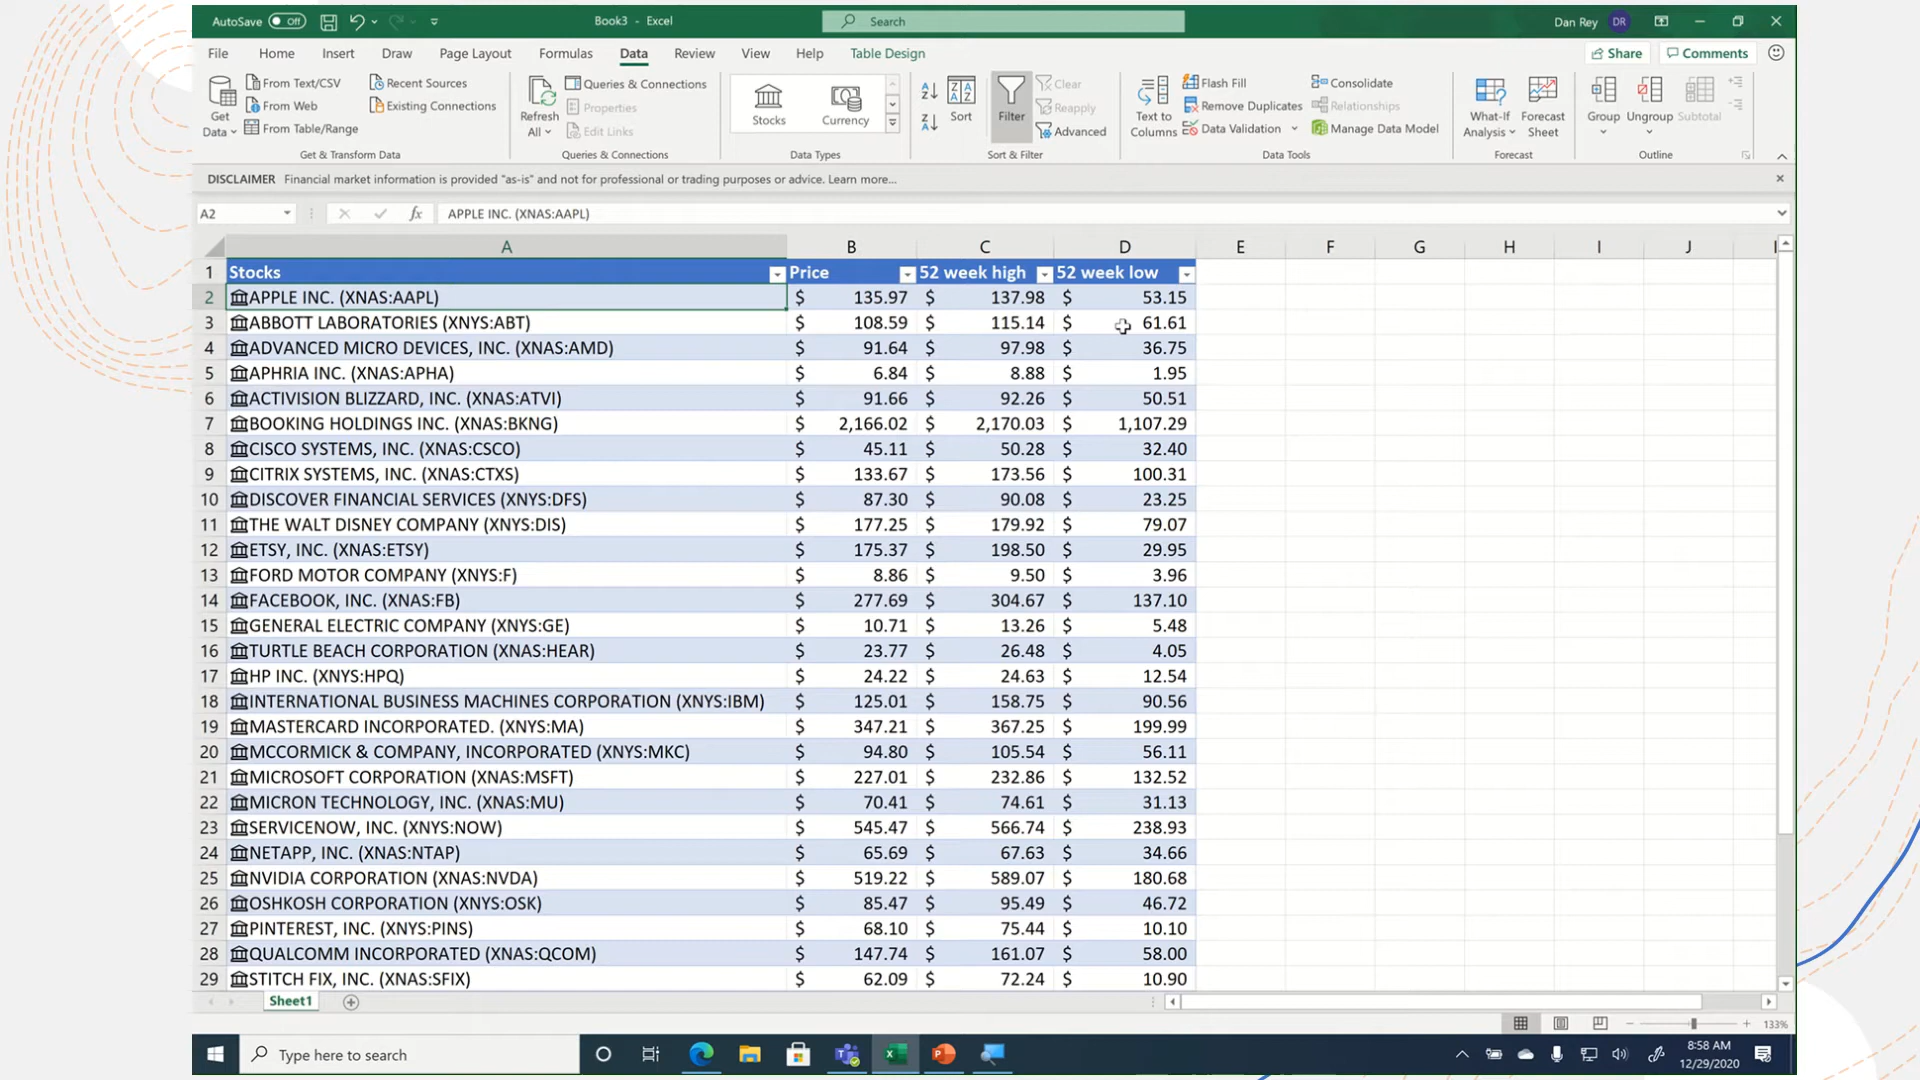 AutoSave Off Book3 - Excel Search Dan Rey DR
File Home Insert Draw Page Layout Formulas Data Review View Help Table Design Share Comments
Get Data From Text/CSV From Web From Table/Range Recent Sources Existing Connections
Get & Transform Data
Refresh All Queries & Connections Properties Edit Links
Queries & Connections
Stocks Currency
Data Types
Sort Filter Clear Reapply Advanced
Sort & Filter
Text to Columns Flash Fill Remove Duplicates Data Validation Consolidate Relationships Manage Data Model
Data Tools
What-If Analysis Forecast Sheet
Forecast
Group Ungroup Subtotal
Outline
DISCLAIMER Financial market information is provided "as-is" and not for professional or trading purposes or advice. Learn more...
A2 fx APPLE INC. (XNAS:AAPL)
A B C D E F G H I J
1 Stocks Price 52 week high 52 week low
2 APPLE INC. (XNAS:AAPL) $ 135.97 $ 137.98 $ 53.15
3 ABBOTT LABORATORIES (XNYS:ABT) $ 108.59 $ 115.14 $ 61.61
4 ADVANCED MICRO DEVICES, INC. (XNAS:AMD) $ 91.64 $ 97.98 $ 36.75
5 APHRIA INC. (XNAS:APHA) $ 6.84 $ 8.88 $ 1.95
6 ACTIVISION BLIZZARD, INC. (XNAS:ATVI) $ 91.66 $ 92.26 $ 50.51
7 BOOKING HOLDINGS INC. (XNAS:BKNG) $ 2,166.02 $ 2,170.03 $ 1,107.29
8 CISCO SYSTEMS, INC. (XNAS:CSCO) $ 45.11 $ 50.28 $ 32.40
9 CITRIX SYSTEMS, INC. (XNAS:CTXS) $ 133.67 $ 173.56 $ 100.31
10 DISCOVER FINANCIAL SERVICES (XNYS:DFS) $ 87.30 $ 90.08 $ 23.25
11 THE WALT DISNEY COMPANY (XNYS:DIS) $ 177.25 $ 179.92 $ 79.07
12 ETSY, INC. (XNAS:ETSY) $ 175.37 $ 198.50 $ 29.95
13 FORD MOTOR COMPANY (XNYS:F) $ 8.86 $ 9.50 $ 3.96
14 FACEBOOK, INC. (XNAS:FB) $ 277.69 $ 304.67 $ 137.10
15 GENERAL ELECTRIC COMPANY (XNYS:GE) $ 10.71 $ 13.26 $ 5.48
16 TURTLE BEACH CORPORATION (XNAS:HEAR) $ 23.77 $ 26.48 $ 4.05
17 HP INC. (XNYS:HPQ) $ 24.22 $ 24.63 $ 12.54
18 INTERNATIONAL BUSINESS MACHINES CORPORATION (XNYS:IBM) $ 125.01 $ 158.75 $ 90.56
19 MASTERCARD INCORPORATED. (XNYS:MA) $ 347.21 $ 367.25 $ 199.99
20 MCCORMICK & COMPANY, INCORPORATED (XNYS:MKC) $ 94.80 $ 105.54 $ 56.11
21 MICROSOFT CORPORATION (XNAS:MSFT) $ 227.01 $ 232.86 $ 132.52
22 MICRON TECHNOLOGY, INC. (XNAS:MU) $ 70.41 $ 74.61 $ 31.13
23 SERVICENOW, INC. (XNYS:NOW) $ 545.47 $ 566.74 $ 238.93
24 NETAPP, INC. (XNAS:NTAP) $ 65.69 $ 67.63 $ 34.66
25 NVIDIA CORPORATION (XNAS:NVDA) $ 519.22 $ 589.07 $ 180.68
26 OSHKOSH CORPORATION (XNYS:OSK) $ 85.47 $ 95.49 $ 46.72
27 PINTEREST, INC. (XNYS:PINS) $ 68.10 $ 75.44 $ 10.10
28 QUALCOMM INCORPORATED (XNAS:QCOM) $ 147.74 $ 161.07 $ 58.00
29 STITCH FIX, INC. (XNAS:SFIX) $ 62.09 $ 72.24 $ 10.90
Sheet1
133%
Type here to search
8:58 AM
12/29/2020